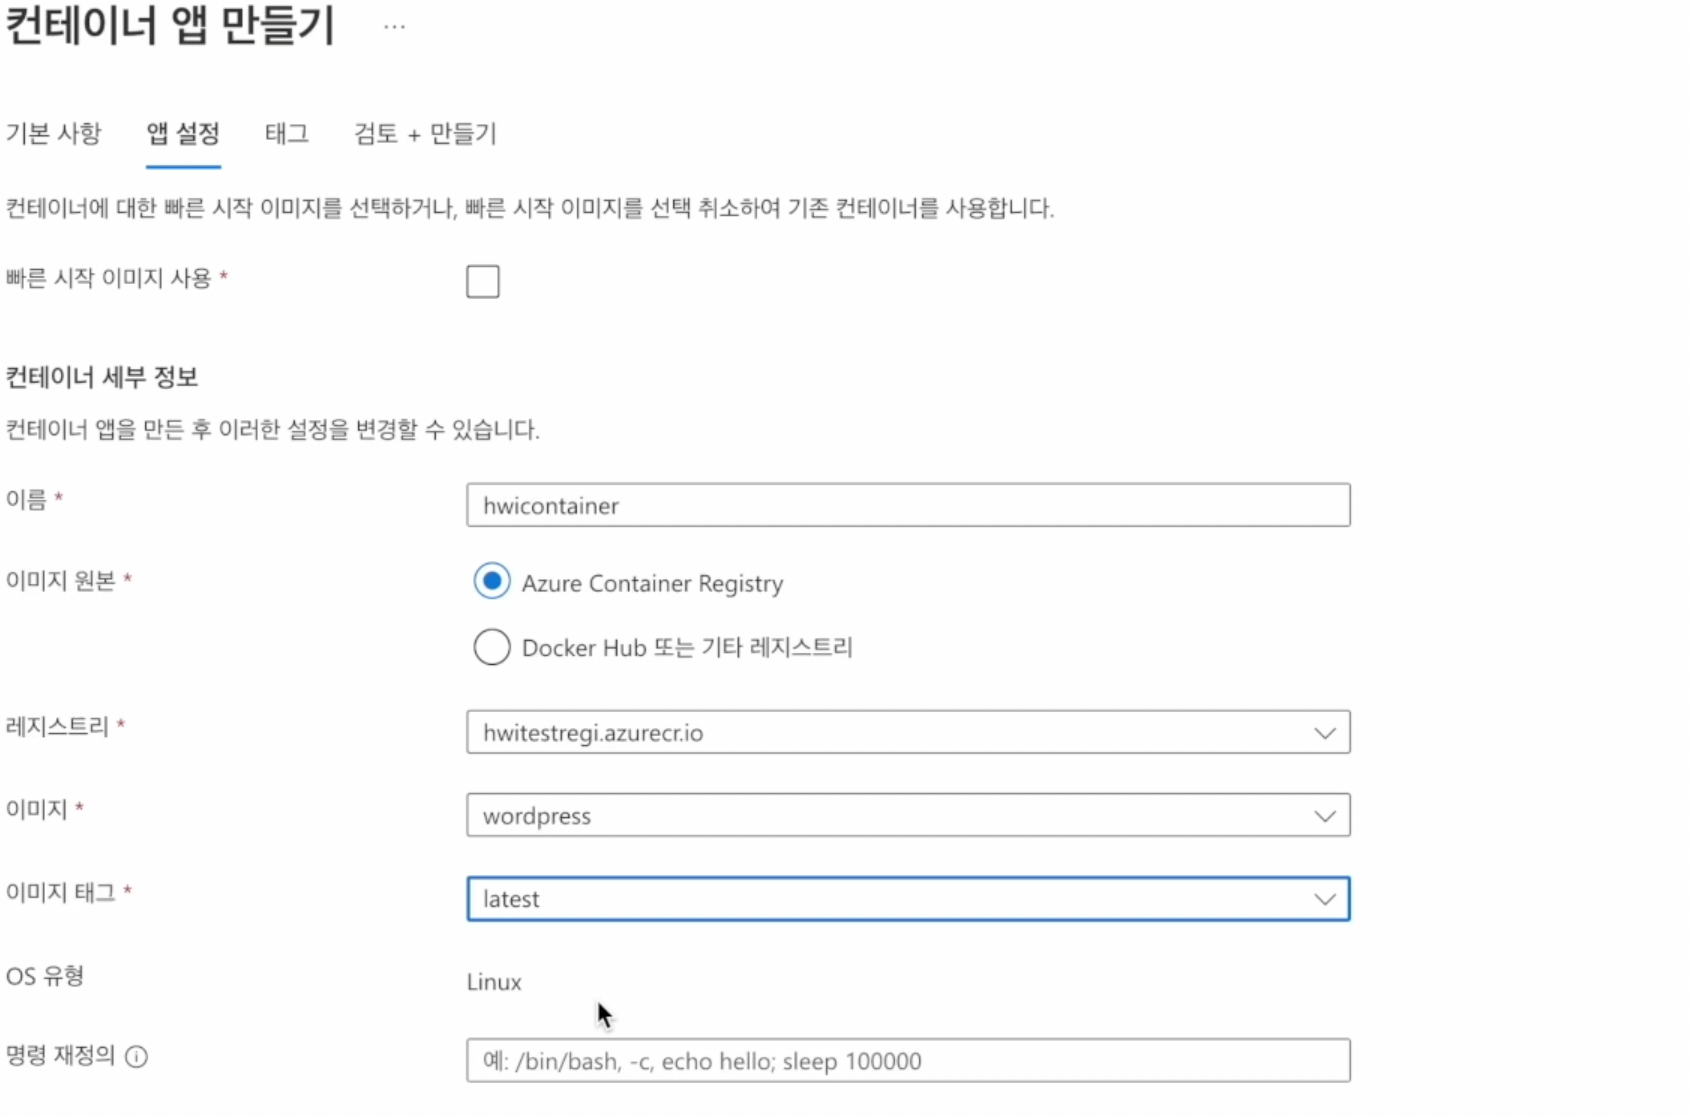 컨테이너 앱 만들기 ...
기본 사항 앱 설정 태그 검토 + 만들기
컨테이너에 대한 빠른 시작 이미지를 선택하거나, 빠른 시작 이미지를 선택 취소하여 기존 컨테이너를 사용합니다.
빠른 시작 이미지 사용 *
컨테이너 세부 정보
컨테이너 앱을 만든 후 이러한 설정을 변경할 수 있습니다.
이름 * hwicontainer
이미지 원본 * Azure Container Registry
Docker Hub 또는 기타 레지스트리
레지스트리 * hwitestregi.azurecr.io
이미지 * wordpress
이미지 태그 * latest
OS 유형 Linux
명령 재정의 예: /bin/bash, -c, echo hello; sleep 100000